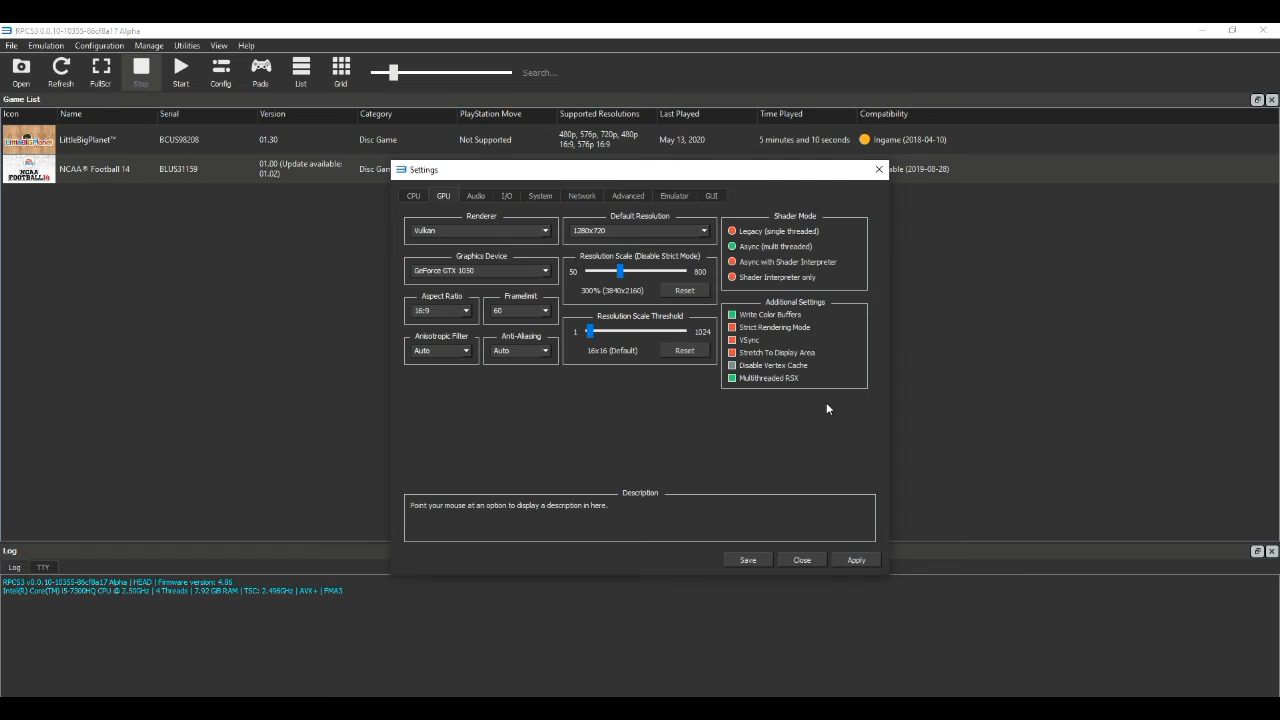 RPCS3 0.0.10-10355-86cf8a17 Alpha
File Emulation Configuration Manage Utilities View Help
Open Refresh FullScr Stop Start Config Pads List Grid Search...
Game List
Icon Name Serial Version Category PlayStation Move Supported Resolutions Last Played Time Played Compatibility
LittleBigPlanet™ BCUS98208 01.30 Disc Game Not Supported 480p, 576p, 720p, 480p 16:9, 576p 16:9 May 13, 2020 5 minutes and 10 seconds Ingame (2018-04-10)
NCAA FOOTBALL 14 NCAA® Football 14 BLUS31159 01.00 (Update available: 01.02) Disc Gam able (2019-08-28)
Settings
CPU GPU Audio I/O System Network Advanced Emulator GUI
Renderer
Vulkan
Graphics Device
GeForce GTX 1050
Aspect Ratio Framelimit
16:9 60
Anisotropic Filter Anti-Aliasing
Auto Auto
Default Resolution
1280x720
Resolution Scale (Disable Strict Mode)
50 800
300% (3840x2160) Reset
Resolution Scale Threshold
1 1024
16x16 (Default) Reset
Shader Mode
Legacy (single threaded)
Async (multi threaded)
Async with Shader Interpreter
Shader Interpreter only
Additional Settings
Write Color Buffers
Strict Rendering Mode
VSync
Stretch To Display Area
Disable Vertex Cache
Multithreaded RSX
Description
Point your mouse at an option to display a description in here.
Save Close Apply
Log
Log TTY
RPCS3 v0.0.10-10355-86cf8a17 Alpha | HEAD | Firmware version: 4.86
Intel(R) Core(TM) i5-7300HQ CPU @ 2.50GHz | 4 Threads | 7.92 GiB RAM | TSC: 2.496GHz | AVX+ | FMA3